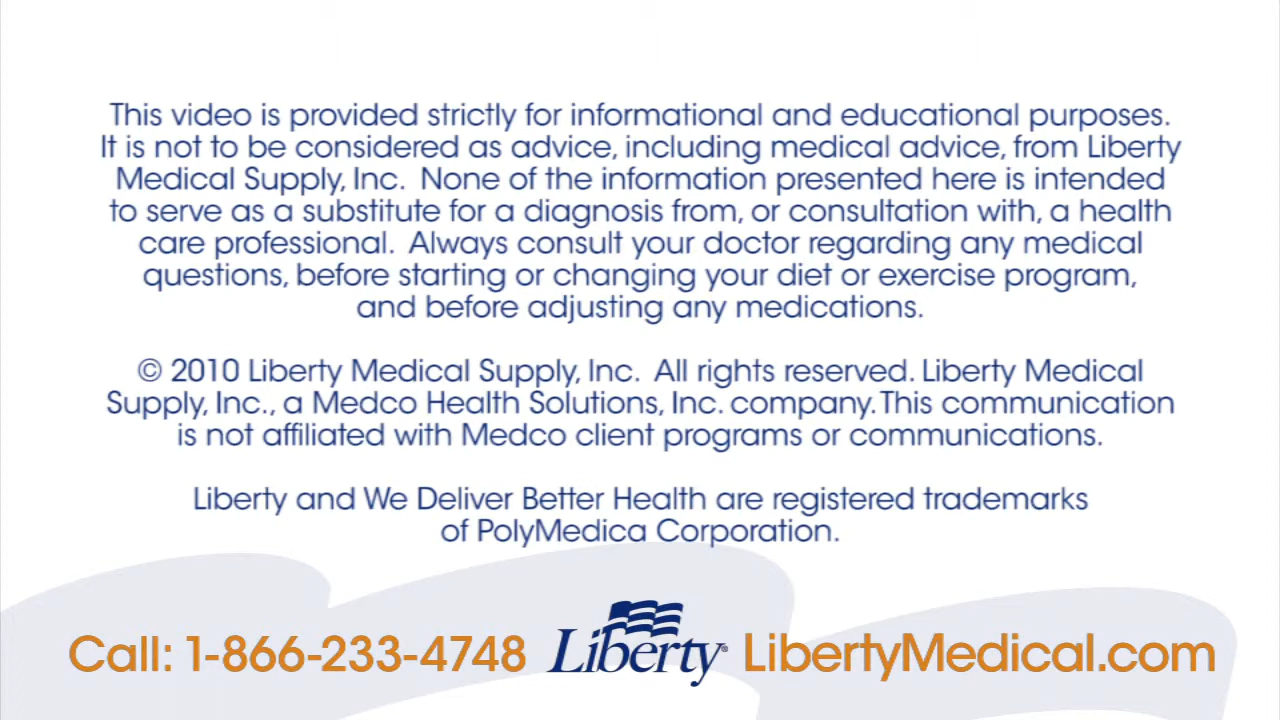 This video is provided strictly for informational and educational purposes.
It is not to be considered as advice, including medical advice, from Liberty
Medical Supply, Inc.  None of the information presented here is intended
to serve as a substitute for a diagnosis from, or consultation with, a health
care professional.  Always consult your doctor regarding any medical
questions, before starting or changing your diet or exercise program,
and before adjusting any medications.
© 2010 Liberty Medical Supply, Inc.  All rights reserved. Liberty Medical
Supply, Inc., a Medco Health Solutions, Inc. company. This communication
is not affiliated with Medco client programs or communications.
Liberty and We Deliver Better Health are registered trademarks
of PolyMedica Corporation.
Call: 1-866-233-4748 Liberty® LibertyMedical.com